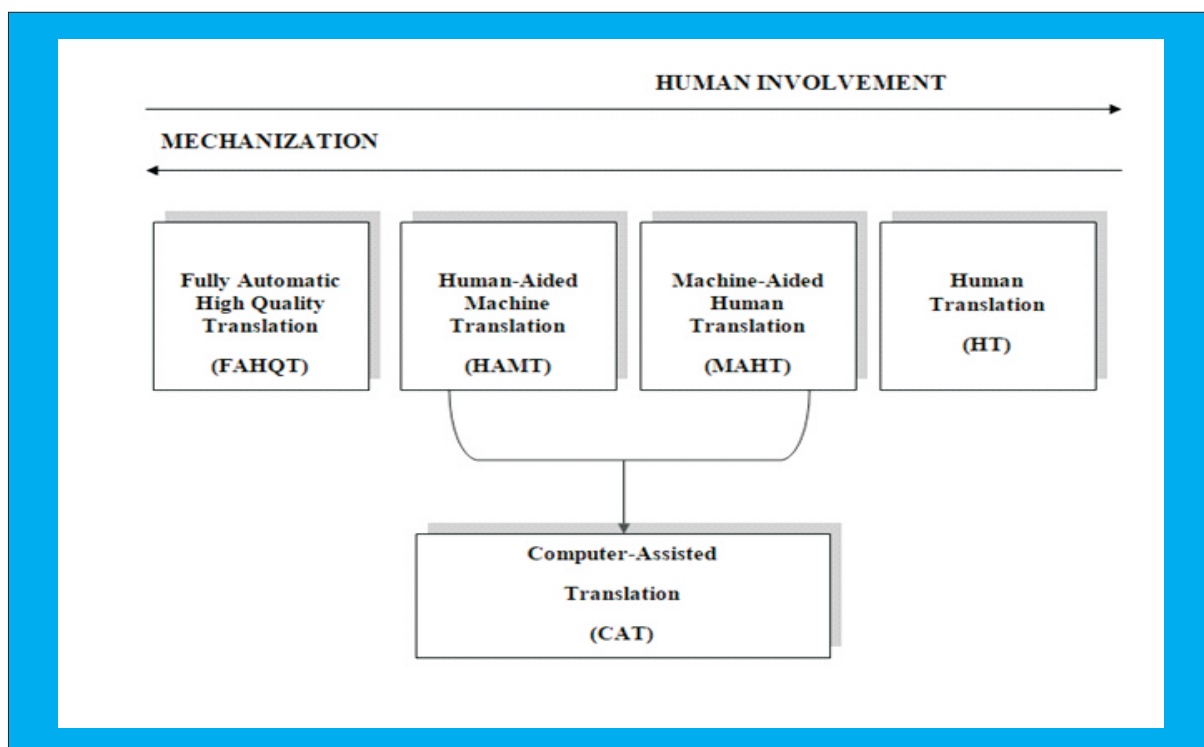 HUMAN INVOLVEMENT
MECHANIZATION
Fully Automatic
High Quality
Translation
(FAHQT)
Human-Aided
Machine
Translation
(HAMT)
Machine-Aided
Human
Translation
(MAHT)
Human
Translation
(HT)
Computer-Assisted
Translation
(CAT)